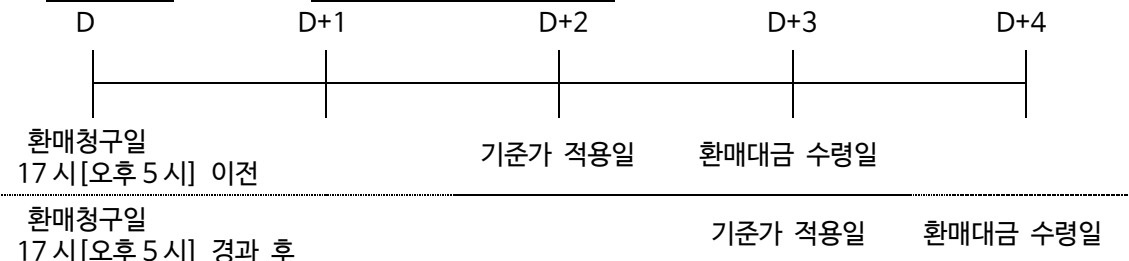 D D+1 D+2 D+3 D+4
환매청구일
17시[오후5시] 이전
기준가 적용일 환매대금 수령일
환매청구일
17시[오후5시] 경과 후
기준가 적용일 환매대금 수령일